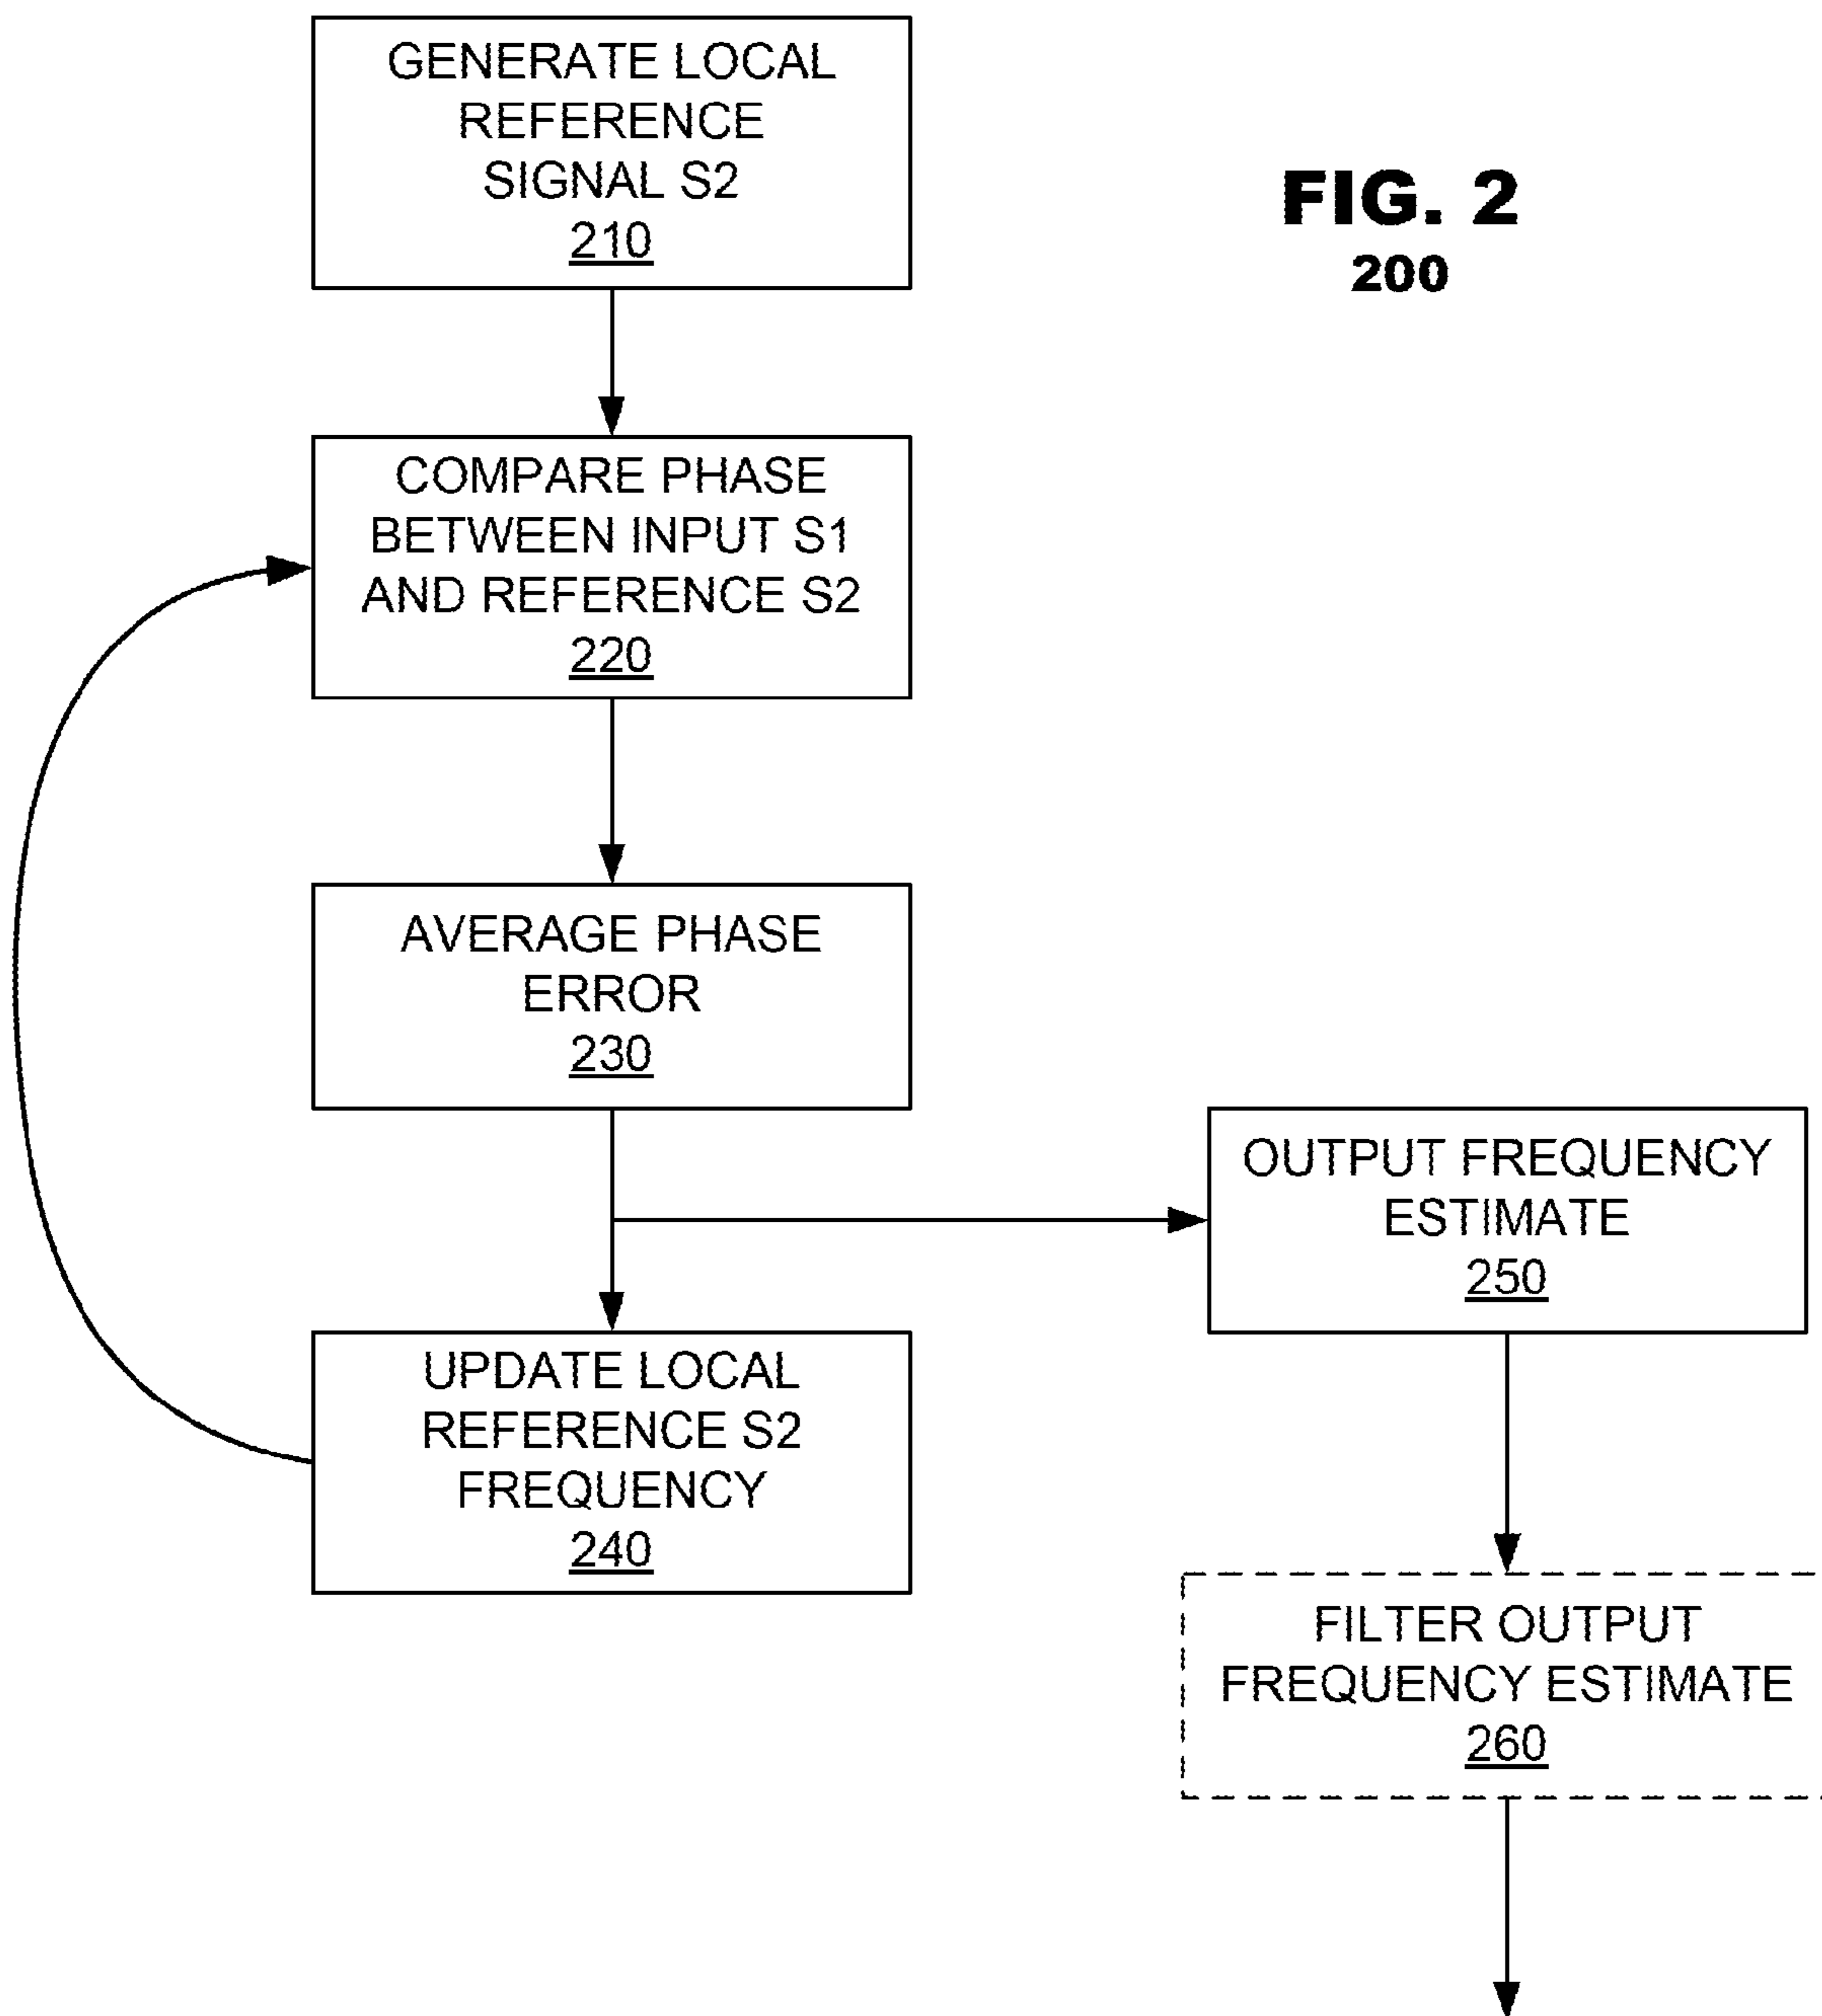 GENERATE LOCAL
REFERENCE
SIGNAL S2
210
FIG. 2
200
COMPARE PHASE
BETWEEN INPUT S1
AND REFERENCE S2
220
AVERAGE PHASE
ERROR
230
OUTPUT FREQUENCY
ESTIMATE
250
UPDATE LOCAL
REFERENCE S2
FREQUENCY
240
FILTER OUTPUT
FREQUENCY ESTIMATE
260